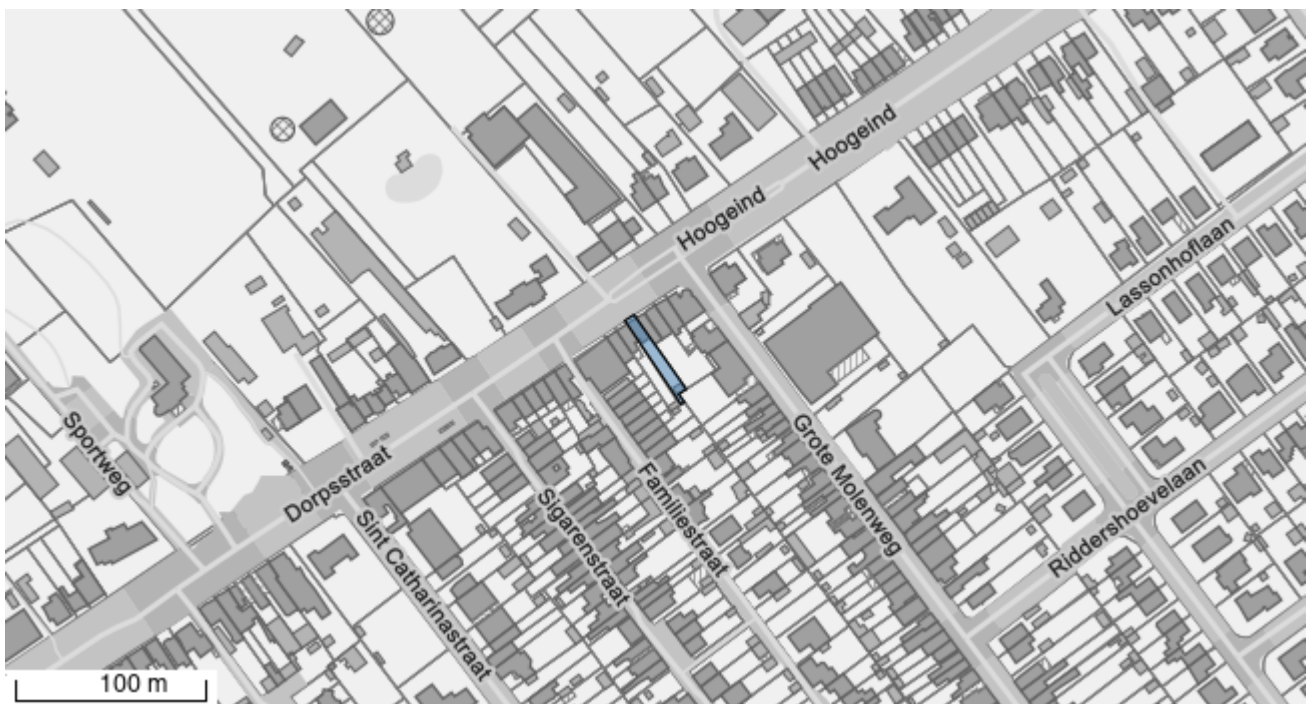 Hoogeind
Hoogeind
Lassonhoflaan
Sportweg
Dorpsstraat
Sint Catharinastraat
Sigarenstraat
Familiestraat
Grote Molenweg
Riddershoevelaan
100 m